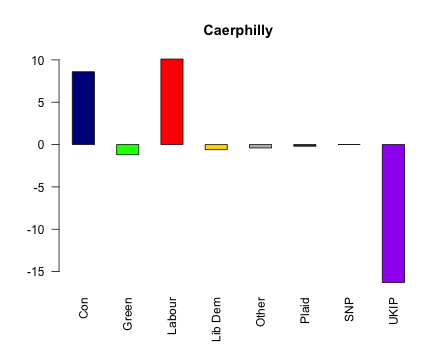 Caerphilly
10
5
0
-5
-10
-15
Con
Green
Labour
Lib Dem
Other
Plaid
SNP
UKIP